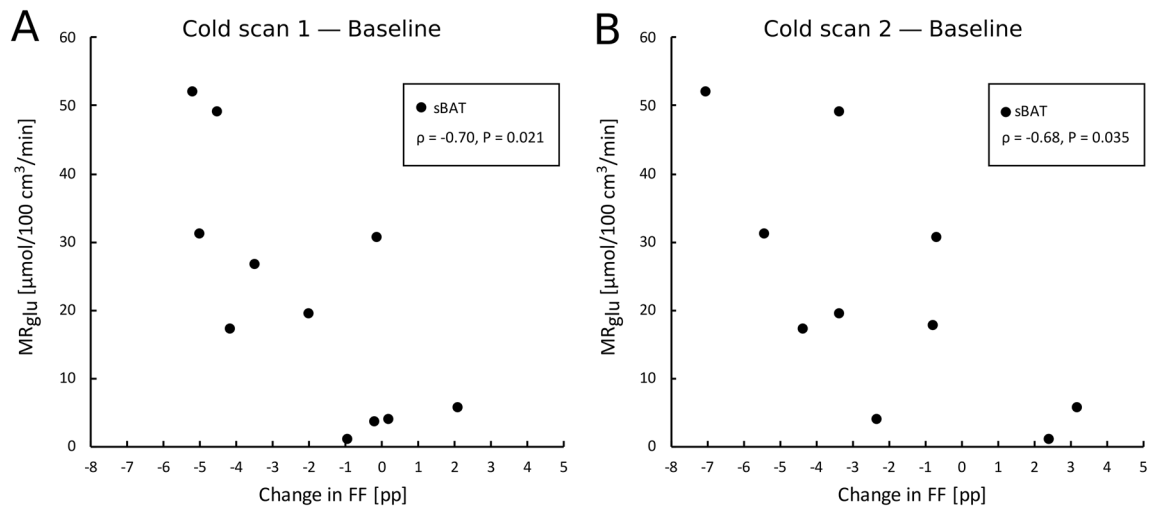 A
Cold scan 1 — Baseline
60
50
40
30
20
10
0
MRglu [µmol/100 cm³/min]
sBAT
ρ = -0.70, P = 0.021
-8 -7 -6 -5 -4 -3 -2 -1 0 1 2 3 4 5
Change in FF [pp]
B
Cold scan 2 — Baseline
60
50
40
30
20
10
0
MRglu [µmol/100 cm³/min]
sBAT
ρ = -0.68, P = 0.035
-8 -7 -6 -5 -4 -3 -2 -1 0 1 2 3 4 5
Change in FF [pp]